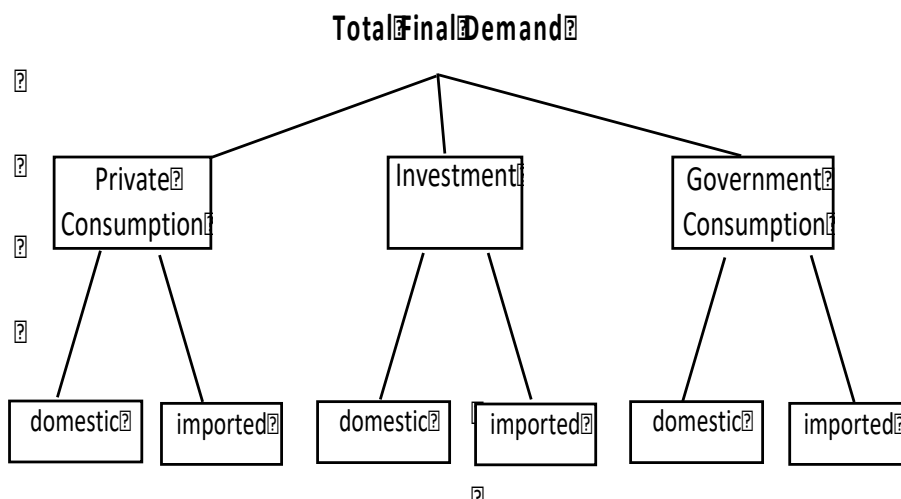 Total Final Demand
Private
Consumption
Investment
Government
Consumption
domestic
imported
domestic
imported
domestic
imported